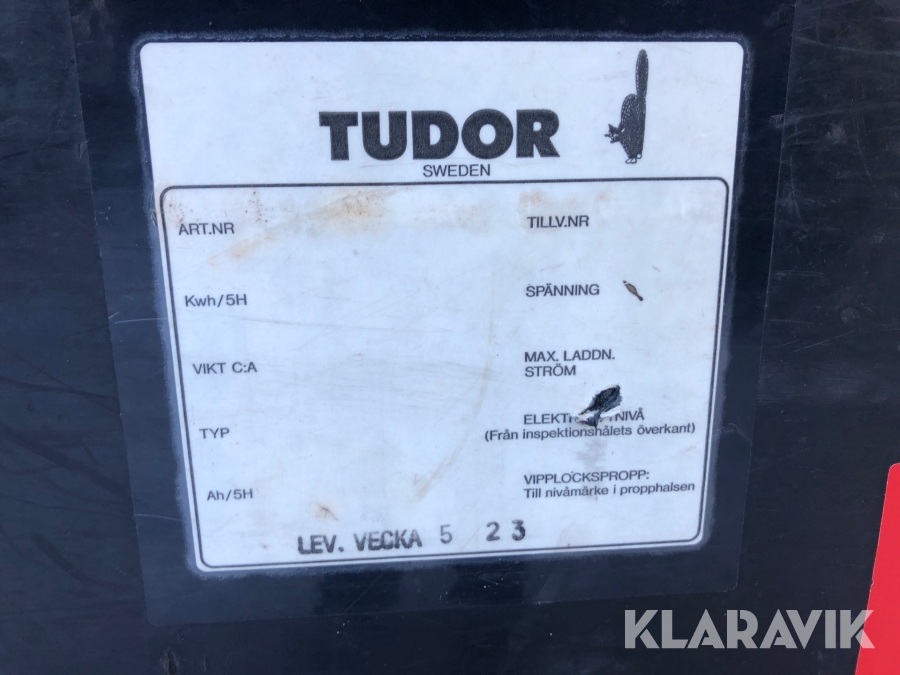 TUDOR
SWEDEN
ART.NR
TILLV.NR
Kwh/5H
SPÄNNING
VIKT C:A
MAX. LADDN.
STRÖM
TYP
NIVÅ
(Från inspektionshålets överkant)
Ah/5H
VIPPLOCKSPROPP:
Till nivåmärke i propphalsen
LEV. VECKA 5 23
KLARAVIK